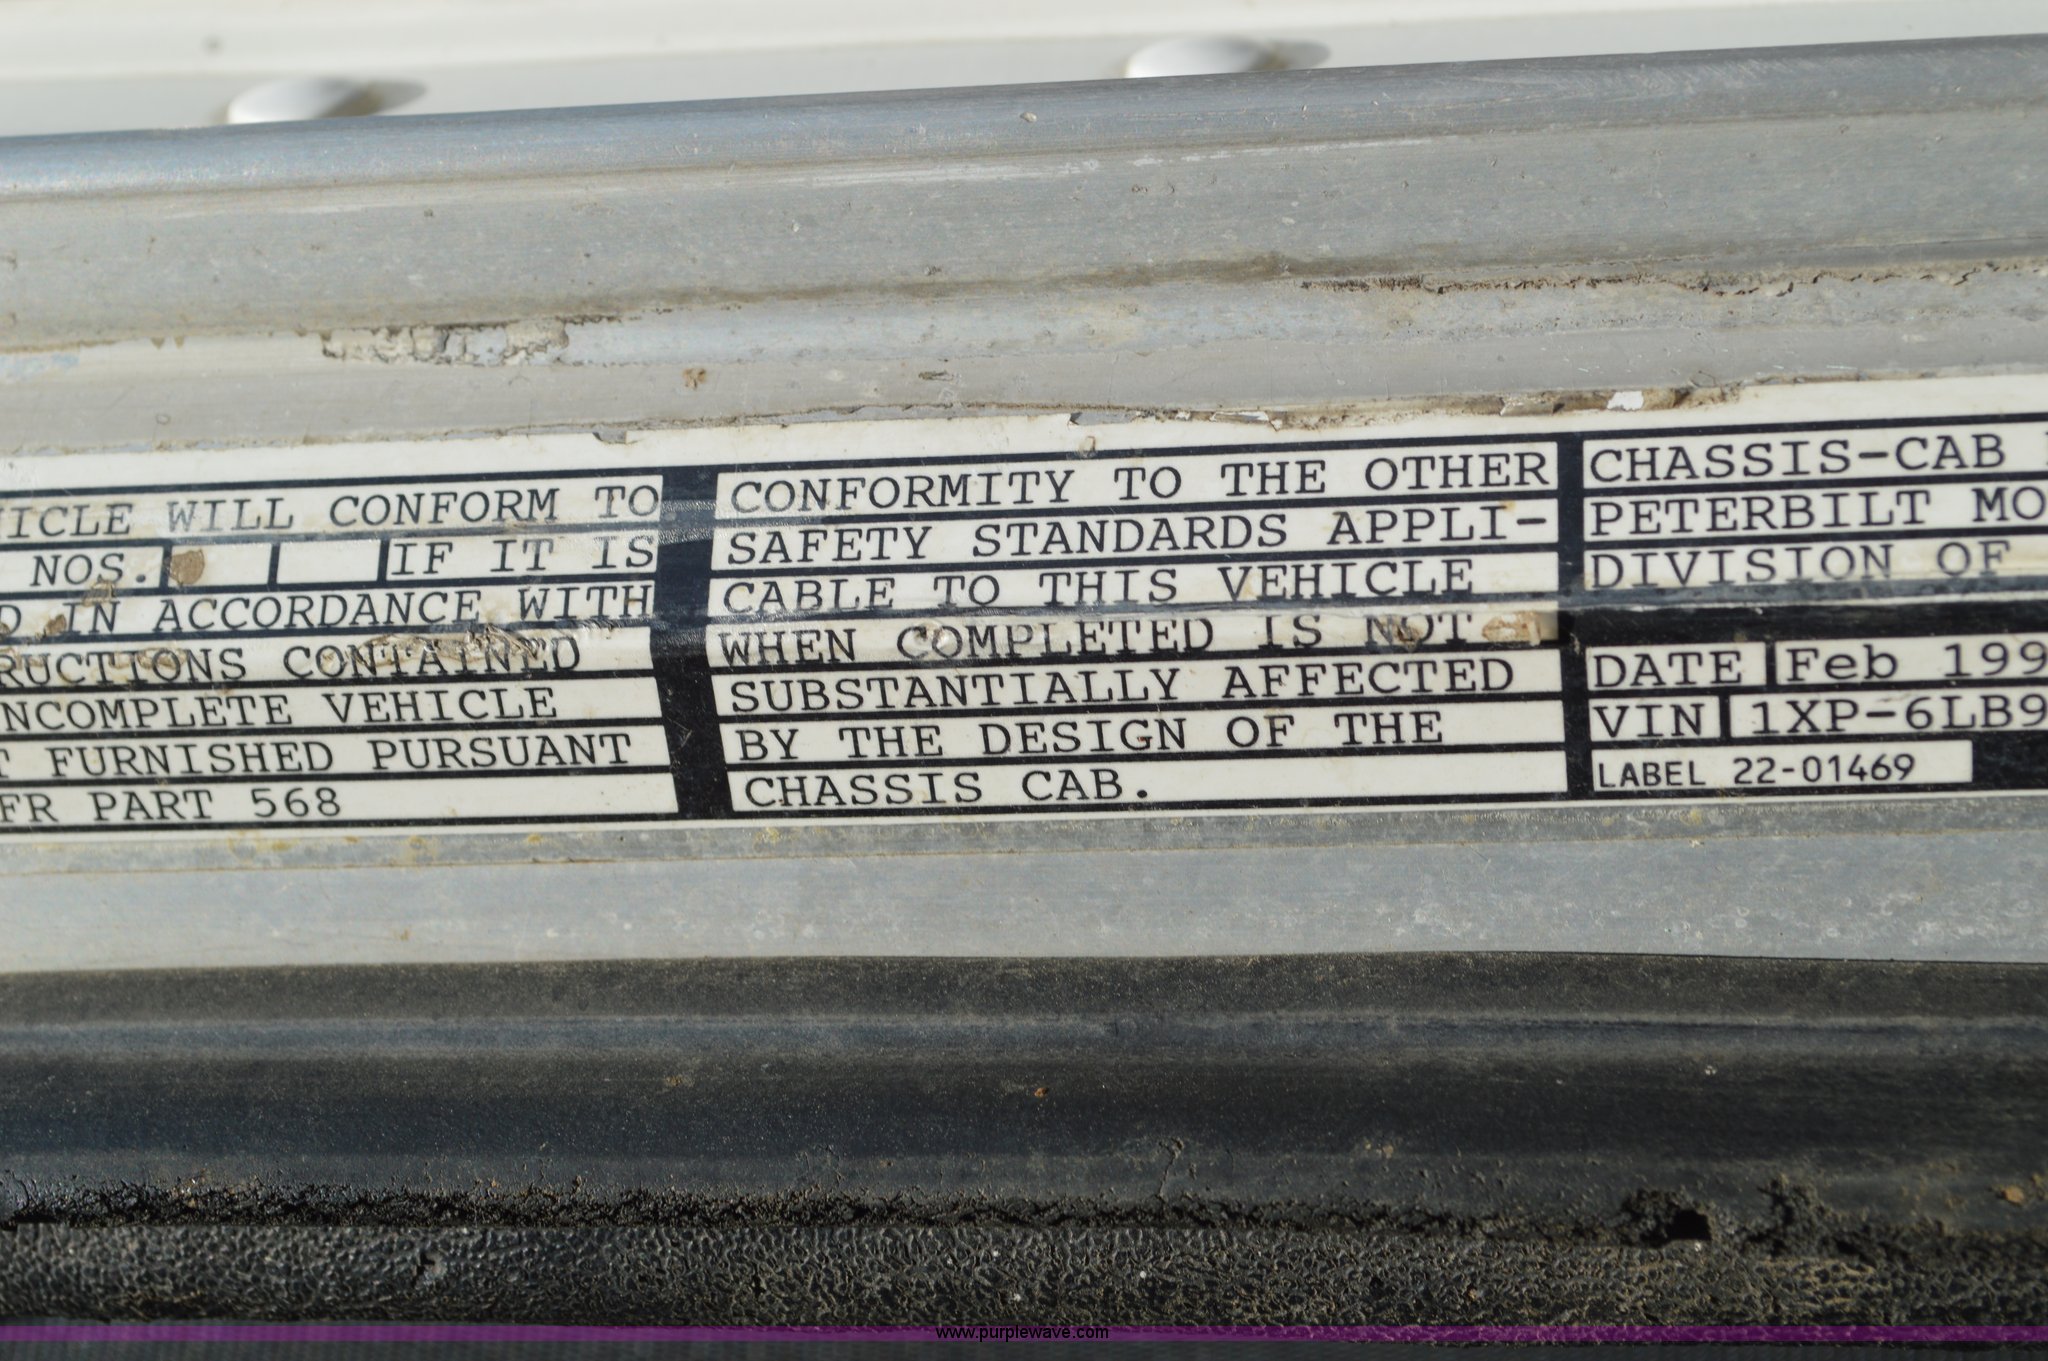 HICLE WILL CONFORM TO
NOS. IF IT IS
D IN ACCORDANCE WITH
RUCTIONS CONTAINED
NCOMPLETE VEHICLE
T FURNISHED PURSUANT
FR PART 568
CONFORMITY TO THE OTHER
SAFETY STANDARDS APPLI-
CABLE TO THIS VEHICLE
WHEN COMPLETED IS NOT
SUBSTANTIALLY AFFECTED
BY THE DESIGN OF THE
CHASSIS CAB.
CHASSIS-CAB
PETERBILT MO
DIVISION OF
DATE Feb 199
VIN 1XP-6LB9
LABEL 22-01469
www.purplewave.com